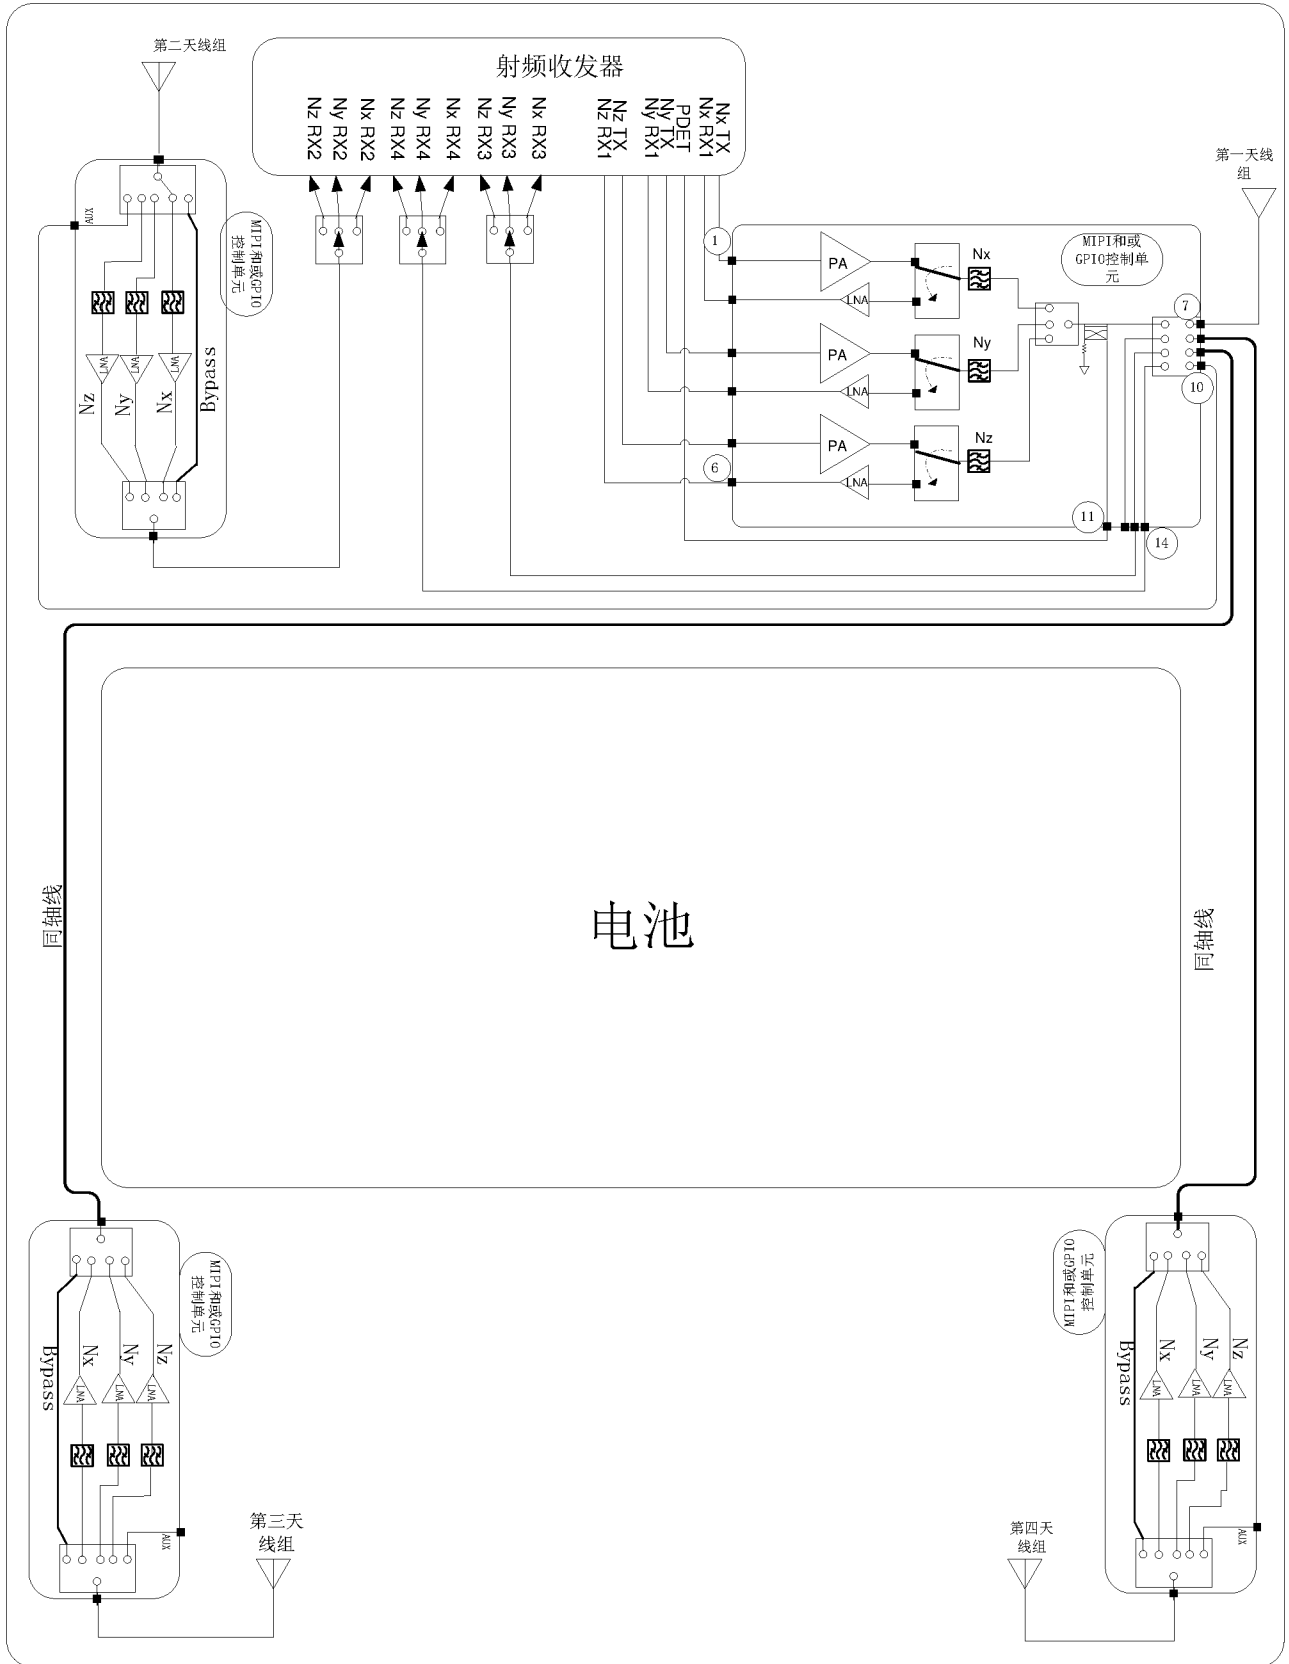 第二天线组
射频收发器
Nz RX2
Ny RX2
Nx RX2
Nz RX4
Ny RX4
Nx RX4
Nz RX3
Ny RX3
Nx RX3
Nz RX1
Nz TX
Ny RX1
Ny TX
PDET
Nx RX1
Nx TX
第一天线
组
AUX
MIPI和或GPIO
控制单元
LNA
LNA
LNA
Nz
Ny
Nx
Bypass
1
MIPI和或
GPIO控制单
元
PA
Nx
LNA
7
PA
Ny
LNA
10
PA
Nz
6
LNA
11
14
同轴线
电池
同轴线
MIPI和或GPIO
控制单元
Bypass
Nx
Ny
Nz
LNA
LNA
LNA
AUX
第三天
线组
MIPI和或GPIO
控制单元
Bypass
Nx
Ny
Nz
LNA
LNA
LNA
AUX
第四天
线组